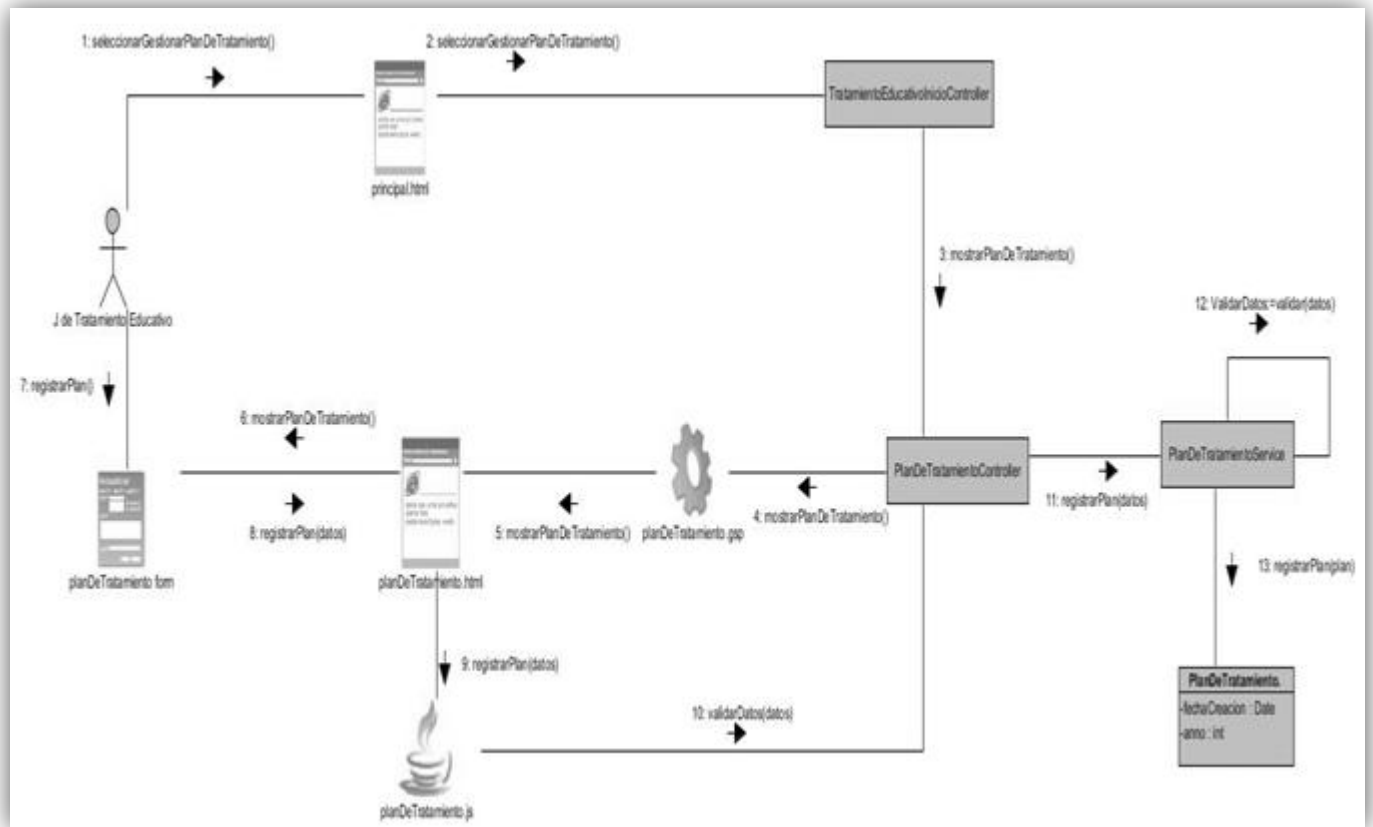 1: seleccionarGestionarPlanDeTratamiento()
2: seleccionarGestionarPlanDeTratamiento()
TratamientoEducativoInicioController
principal.html
3: mostrarPlanDeTratamiento()
J de Tratamiento Educativo
12: ValidarDatos:=validar(datos)
7: registrarPlan()
6: mostrarPlanDeTratamiento()
PlanDeTratamientoController
PlanDeTratamientoService
8: registrarPlan(datos)
5: mostrarPlanDeTratamiento()
planDeTratamiento.gsp
4: mostrarPlanDeTratamiento()
11: registrarPlan(datos)
planDeTratamiento form
planDeTratamiento.html
13: registrarPlan(plan)
9: registrarPlan(datos)
PlanDeTratamiento.
-fechaCreacion : Date
-anno : int
10: validarDatos(datos)
planDeTratamiento.js